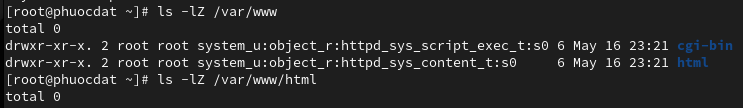 [root@phuocdat ~]# ls -lZ /var/www
total 0
drwxr-xr-x. 2 root root system_u:object_r:httpd_sys_script_exec_t:s0 6 May 16 23:21 cgi-bin
drwxr-xr-x. 2 root root system_u:object_r:httpd_sys_content_t:s0     6 May 16 23:21 html
[root@phuocdat ~]# ls -lZ /var/www/html
total 0